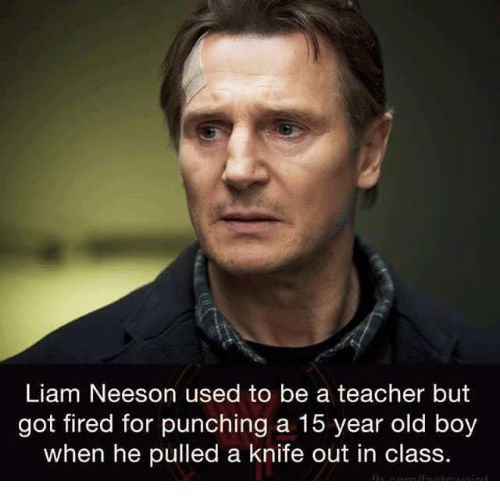 Liam Neeson used to be a teacher but
got fired for punching a 15 year old boy
when he pulled a knife out in class.